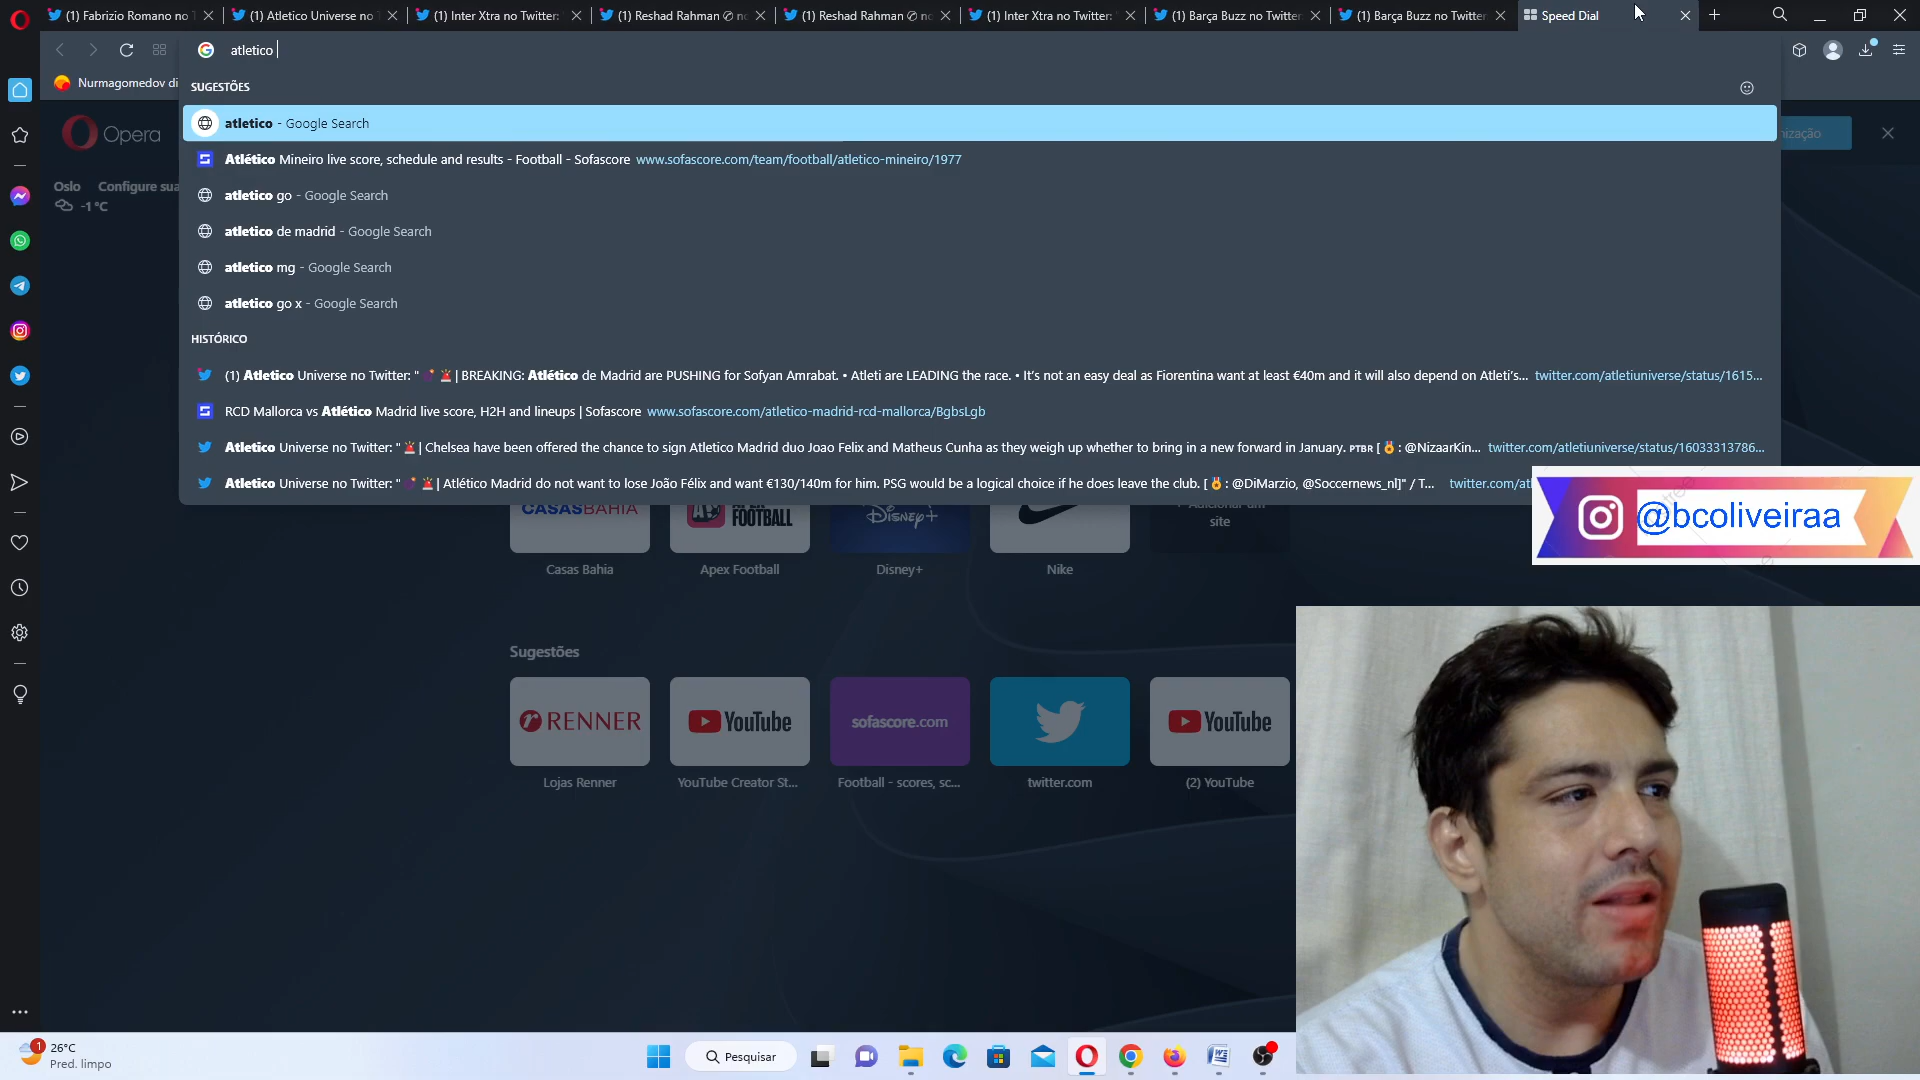 (1) Fabrizio Romano no T
(1) Atletico Universe no T
(1) Inter Xtra no Twitter: "
(1) Reshad Rahman no
(1) Reshad Rahman no
(1) Inter Xtra no Twitter: "
(1) Barça Buzz no Twitter
(1) Barça Buzz no Twitter
Speed Dial
atletico
Nurmagomedov di
SUGESTÕES
atletico - Google Search
Atlético Mineiro live score, schedule and results - Football - Sofascore www.sofascore.com/team/football/atletico-mineiro/1977
atletico go - Google Search
atletico de madrid - Google Search
atletico mg - Google Search
atletico go x - Google Search
HISTÓRICO
(1) Atletico Universe no Twitter: " 💣🚨| BREAKING: Atlético de Madrid are PUSHING for Sofyan Amrabat. • Atleti are LEADING the race. • It's not an easy deal as Fiorentina want at least €40m and it will also depend on Atleti's... twitter.com/atletiuniverse/status/1615...
RCD Mallorca vs Atlético Madrid live score, H2H and lineups | Sofascore www.sofascore.com/atletico-madrid-rcd-mallorca/BgbsLgb
Atletico Universe no Twitter: "🚨| Chelsea have been offered the chance to sign Atletico Madrid duo Joao Felix and Matheus Cunha as they weigh up whether to bring in a new forward in January. PTBR [🥇: @NizaarKin... twitter.com/atletiuniverse/status/16033313786...
Atletico Universe no Twitter: " 💣🚨| Atlético Madrid do not want to lose João Félix and want €130/140m for him. PSG would be a logical choice if he does leave the club. [🥇: @DiMarzio, @Soccernews_nl]" / T... twitter.com/at
Opera
nização
Oslo Configure sua
-1 °C
@bcoliveiraa
CASASBAHIA
APEX FOOTBALL
Disney+
+ Adicionar um site
Casas Bahia
Apex Football
Disney+
Nike
Sugestões
RENNER
YouTube
sofascore.com
YouTube
Lojas Renner
YouTube Creator St...
Football - scores, sc...
twitter.com
(2) YouTube
1
26°C
Pred. limpo
Pesquisar